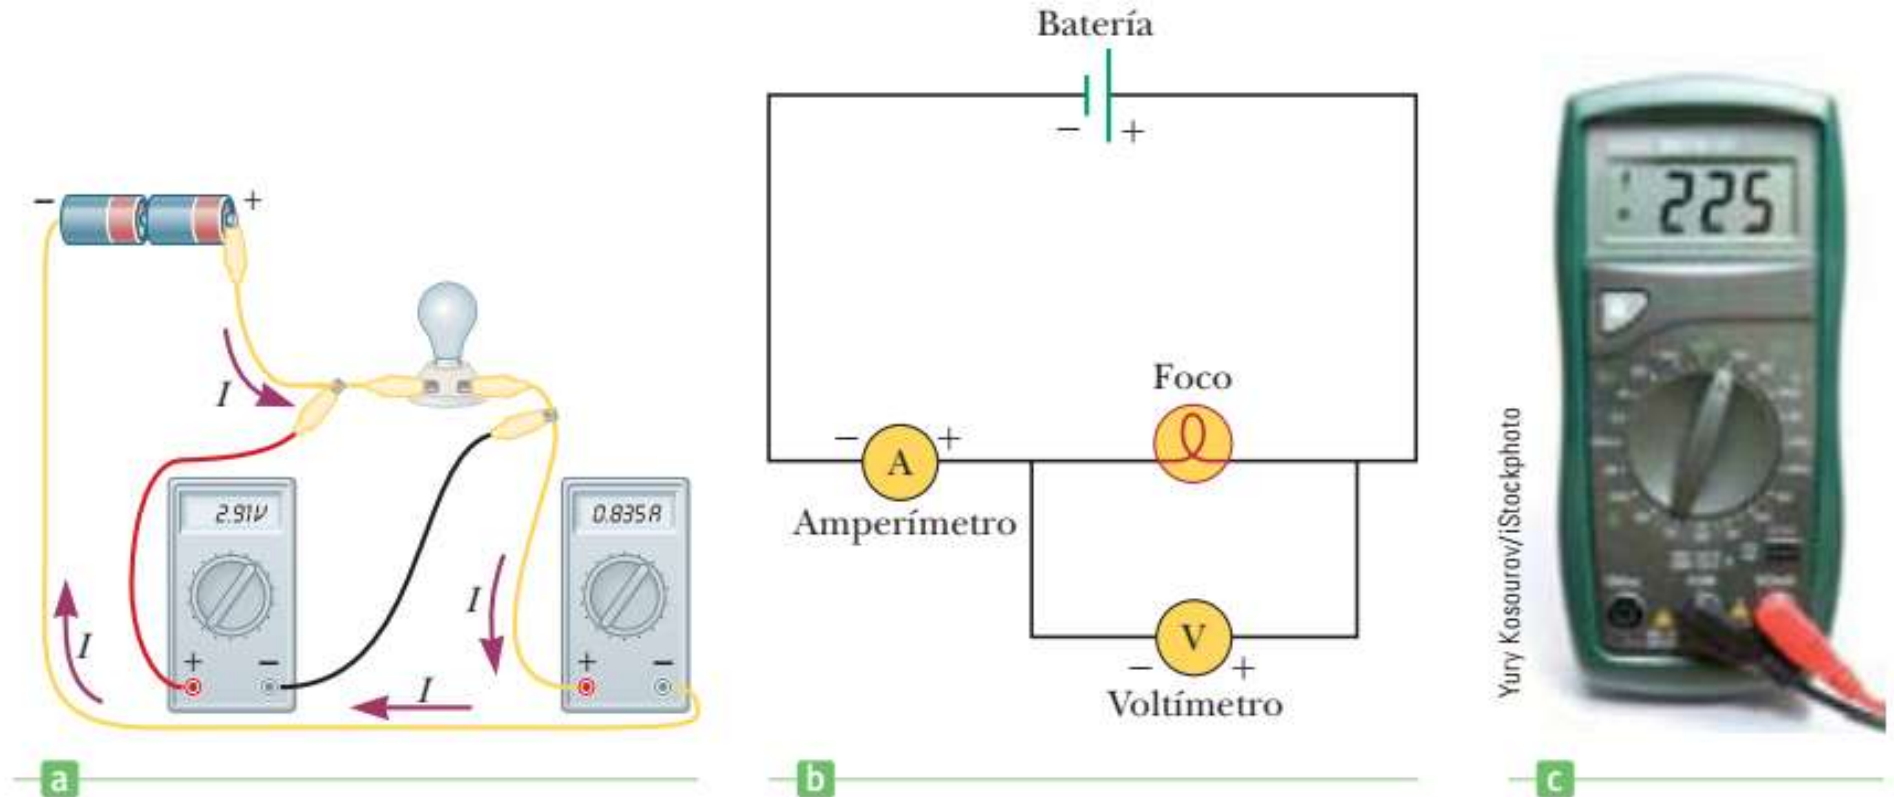 − +
I
2.91V
0.835A
I
I
I
+ −
+ −
a
Batería
− +
Foco
− +
A
Amperímetro
V
− +
Voltímetro
b
225
Yury Kosourov/iStockphoto
c